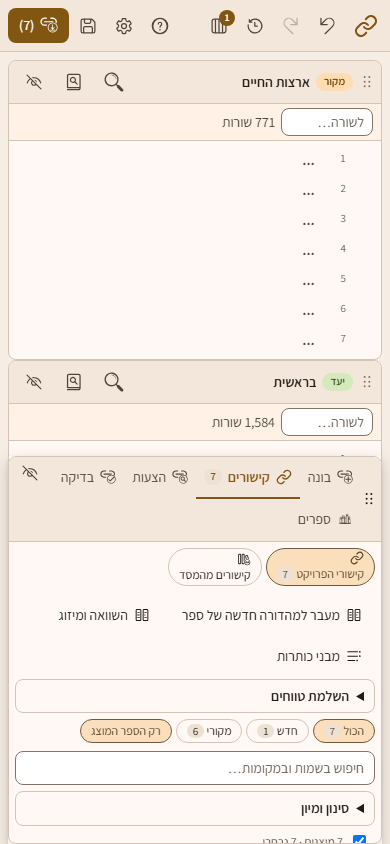 (7)
1
מקור ארצות החיים
לשורה... 771 שורות
1 ...
2 ...
3 ...
4 ...
5 ...
6 ...
7 ...
יעד בראשית
לשורה... 1,584 שורות
בונה קישורים 7 הצעות בדיקה
ספרים
קישורי הפרויקט 7 קישורים מהמסד
מעבר למהדורה חדשה של ספר השוואה ומיזוג
מבני כותרות
השלמת טווחים
הכול 7 חדש 1 מקורי 6 רק הספר המוצג
חיפוש בשמות ובמקומות...
סינון ומיון